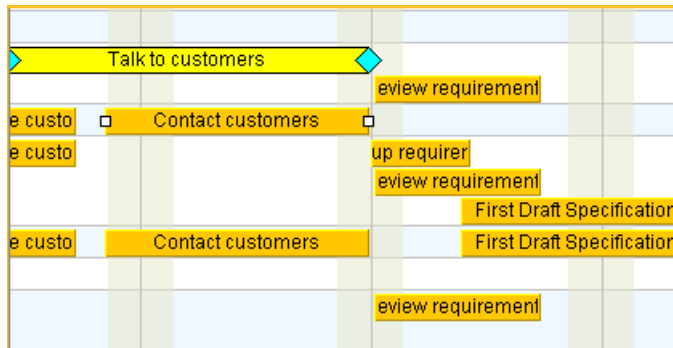 Talk to customers
eview requirement
e custo Contact customers
e custo up requirer
eview requirement
First Draft Specification
e custo Contact customers First Draft Specification
eview requirement